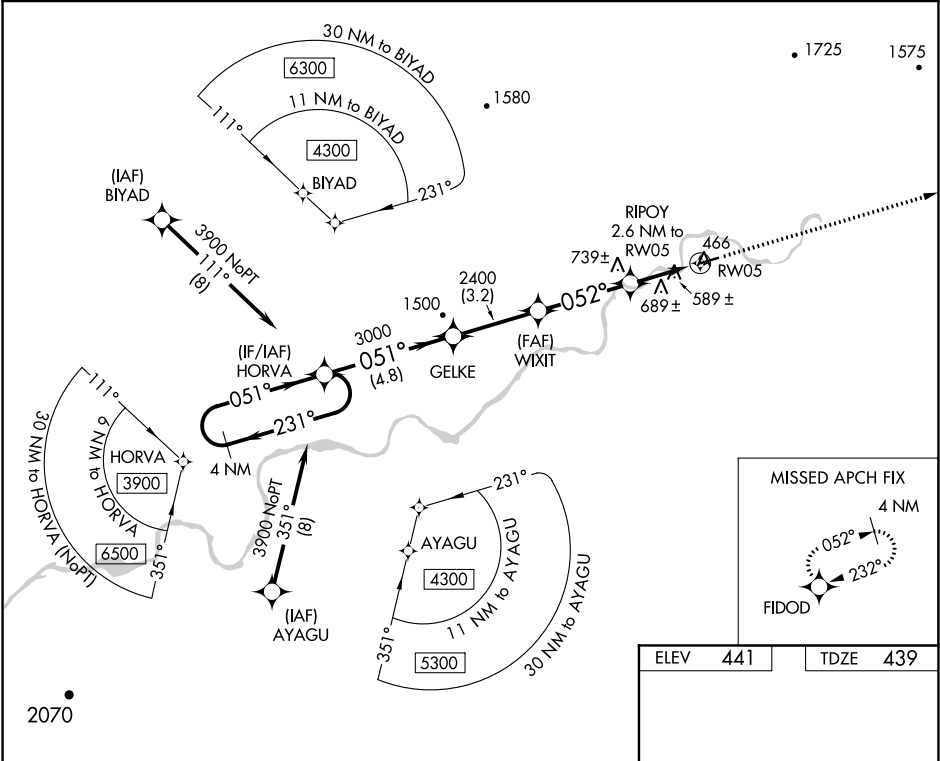 30 NM to BIYAD
6300
11 NM to BIYAD
4300
BIYAD
111°
231°
1580
1725
1575
(IAF)
BIYAD
3900 NoPT
111°
(8)
RIPOY
2.6 NM to
RW05
739±
466
RW05
689 ±
589 ±
2400
(3.2)
052°
1500
3000
051°
(4.8)
GELKE
(FAF)
WIXIT
(IF/IAF)
HORVA
051°
231°
4 NM
111°
HORVA
3900
6 NM to HORVA
30 NM to HORVA (NoPT)
6500
351°
3900 NoPT
351°
(8)
(IAF)
AYAGU
231°
AYAGU
4300
11 NM to AYAGU
5300
30 NM to AYAGU
351°
2070
MISSED APCH FIX
4 NM
052°
232°
FIDOD
ELEV 441
TDZE 439